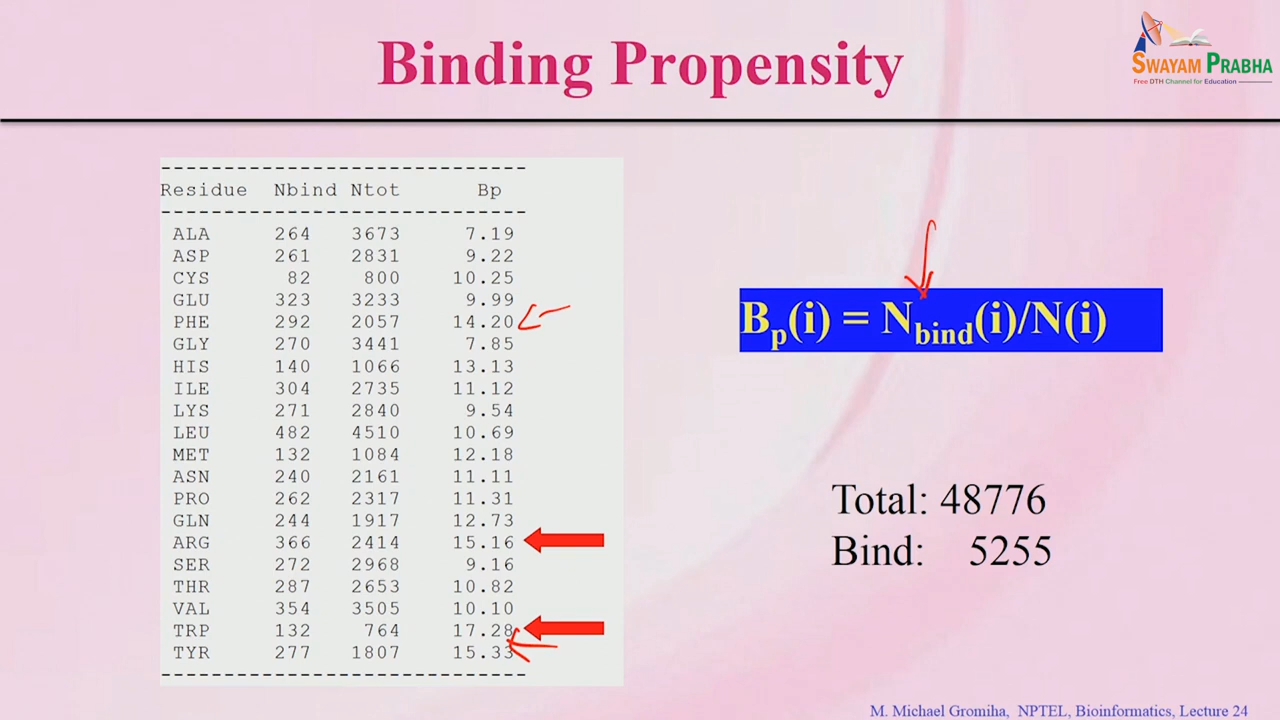 Binding Propensity
SWAYAM PRABHA
Free DTH Channel for Education
---------------------------
Residue Nbind Ntot Bp
---------------------------
ALA 264 3673 7.19
ASP 261 2831 9.22
CYS 82 800 10.25
GLU 323 3233 9.99
PHE 292 2057 14.20
GLY 270 3441 7.85
HIS 140 1066 13.13
ILE 304 2735 11.12
LYS 271 2840 9.54
LEU 482 4510 10.69
MET 132 1084 12.18
ASN 240 2161 11.11
PRO 262 2317 11.31
GLN 244 1917 12.73
ARG 366 2414 15.16
SER 272 2968 9.16
THR 287 2653 10.82
VAL 354 3505 10.10
TRP 132 764 17.28
TYR 277 1807 15.33
---------------------------
Bp(i) = Nbind(i)/N(i)
Total: 48776
Bind: 5255
M. Michael Gromiha, NPTEL, Bioinformatics, Lecture 24